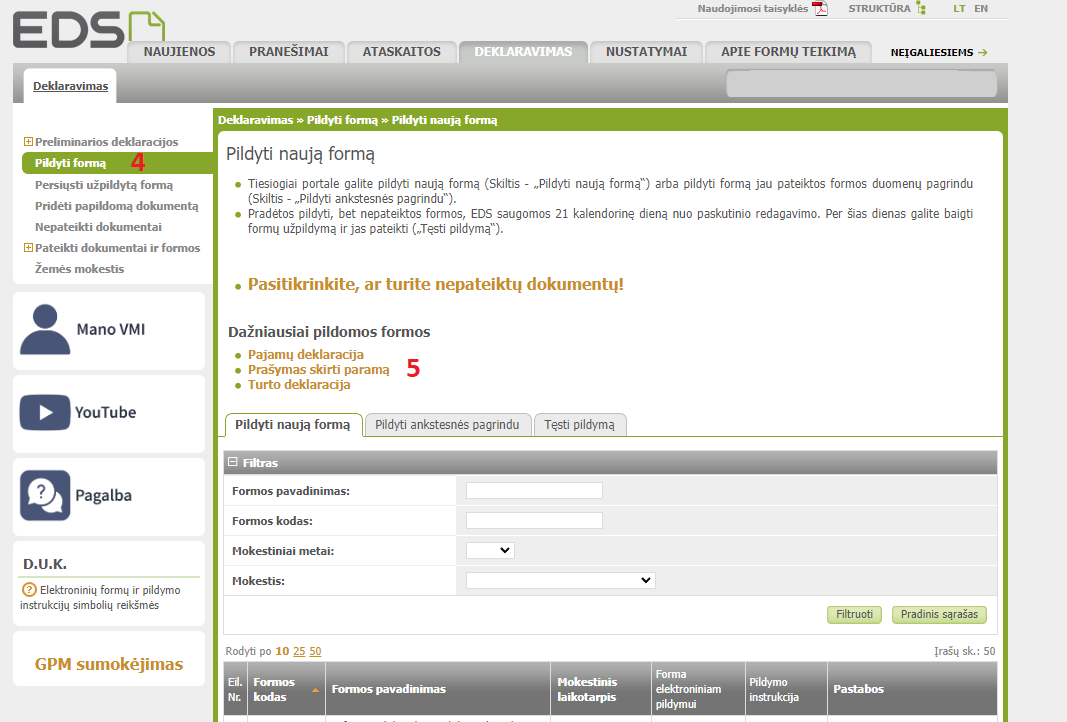 Naudojimosi taisyklės STRUKTŪRA LT EN
EDS
NAUJIENOS PRANEŠIMAI ATASKAITOS DEKLARAVIMAS NUSTATYMAI APIE FORMŲ TEIKIMĄ NEĮGALIESIEMS →
Deklaravimas
Preliminarios deklaracijos
Pildyti formą 4
Persiųsti užpildytą formą
Pridėti papildomą dokumentą
Nepateikti dokumentai
Pateikti dokumentai ir formos
Žemės mokestis
Mano VMI
YouTube
Pagalba
D.U.K.
Elektroninių formų ir pildymo
instrukcijų simbolių reikšmės
GPM sumokėjimas
Deklaravimas » Pildyti formą » Pildyti naują formą
Pildyti naują formą
Tiesiogiai portale galite pildyti naują formą (Skiltis - „Pildyti naują formą“) arba pildyti formą jau pateiktos formos duomenų pagrindu
(Skiltis - „Pildyti ankstesnės pagrindu“).
Pradėtos pildyti, bet nepateiktos formos, EDS saugomos 21 kalendorinę dieną nuo paskutinio redagavimo. Per šias dienas galite baigti
formų užpildymą ir jas pateikti („Tęsti pildymą“).
Pasitikrinkite, ar turite nepateiktų dokumentų!
Dažniausiai pildomos formos
Pajamų deklaracija
Prašymas skirti paramą 5
Turto deklaracija
Pildyti naują formą Pildyti ankstesnės pagrindu Tęsti pildymą
Filtras
Formos pavadinimas:
Formos kodas:
Mokestiniai metai:
Mokestis:
Filtruoti Pradinis sąrašas
Rodyti po 10 25 50 Įrašų sk.: 50
Eil. Nr.
Formos kodas
Formos pavadinimas
Mokestinis laikotarpis
Forma elektroniniam pildymui
Pildymo instrukcija
Pastabos